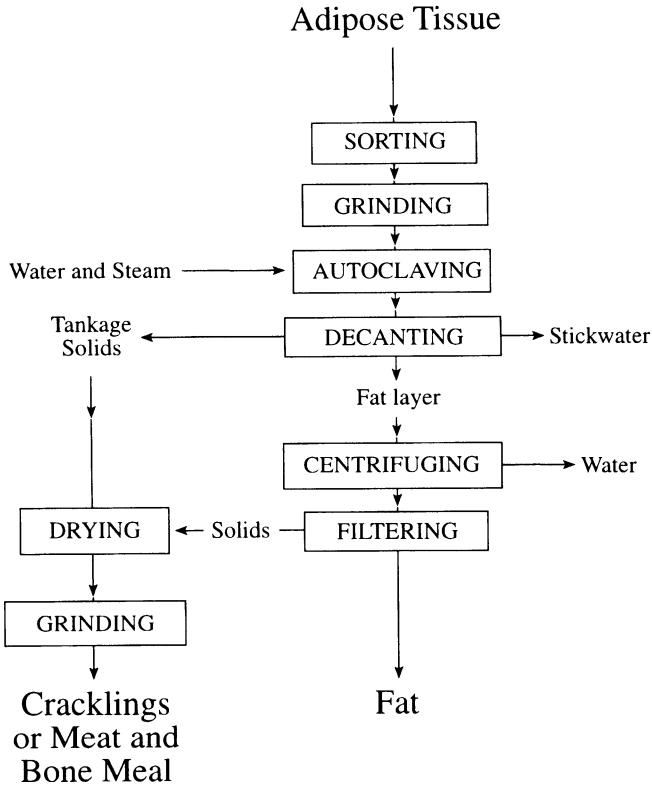 Adipose Tissue
SORTING
GRINDING
Water and Steam
AUTOCLAVING
Tankage
Solids
DECANTING
Stickwater
Fat layer
CENTRIFUGING
Water
DRYING
Solids
FILTERING
GRINDING
Cracklings
or Meat and
Bone Meal
Fat